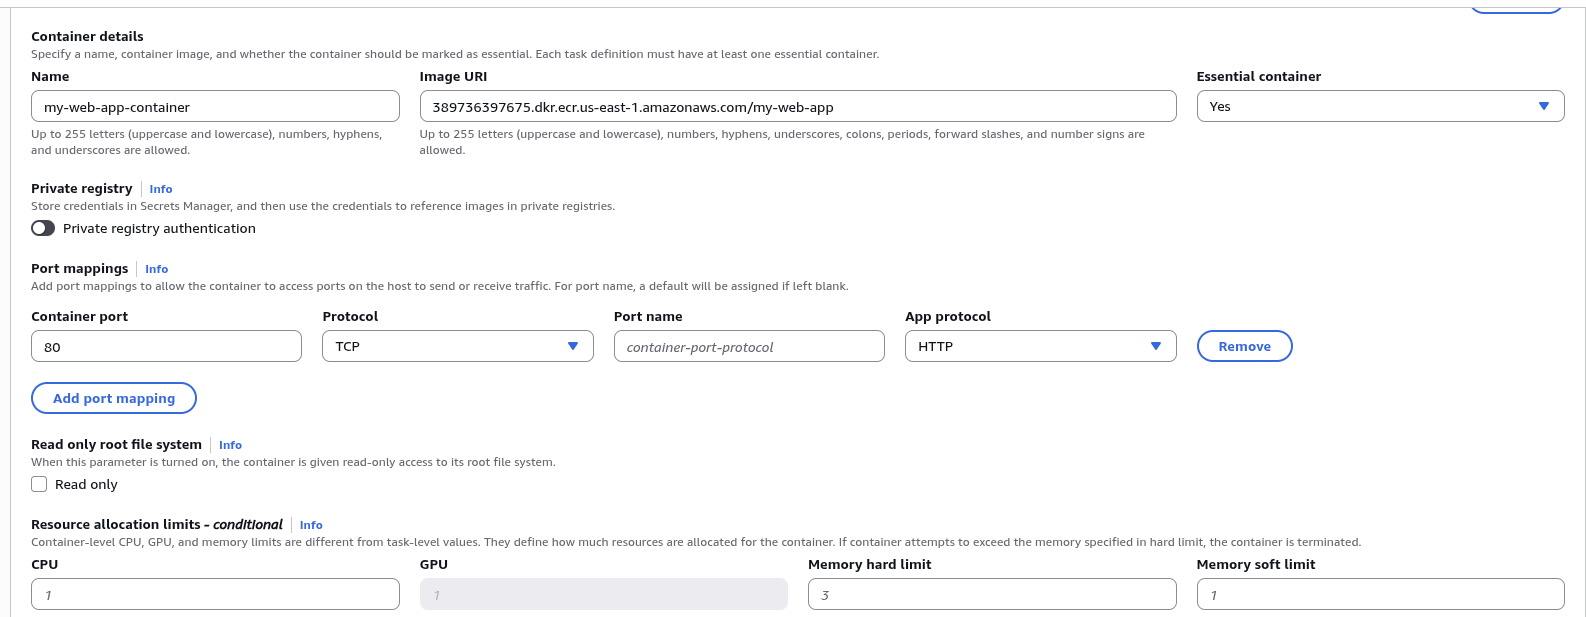 Container details
Specify a name, container image, and whether the container should be marked as essential. Each task definition must have at least one essential container.
Name
Image URI
Essential container
my-web-app-container
389736397675.dkr.ecr.us-east-1.amazonaws.com/my-web-app
Yes
Up to 255 letters (uppercase and lowercase), numbers, hyphens,
and underscores are allowed.
Up to 255 letters (uppercase and lowercase), numbers, hyphens, underscores, colons, periods, forward slashes, and number signs are
allowed.
Private registry
Info
Store credentials in Secrets Manager, and then use the credentials to reference images in private registries.
Private registry authentication
Port mappings
Info
Add port mappings to allow the container to access ports on the host to send or receive traffic. For port name, a default will be assigned if left blank.
Container port
Protocol
Port name
App protocol
80
TCP
container-port-protocol
HTTP
Remove
Add port mapping
Read only root file system
Info
When this parameter is turned on, the container is given read-only access to its root file system.
Read only
Resource allocation limits - conditional
Info
Container-level CPU, GPU, and memory limits are different from task-level values. They define how much resources are allocated for the container. If container attempts to exceed the memory specified in hard limit, the container is terminated.
CPU
GPU
Memory hard limit
Memory soft limit
1
1
3
1